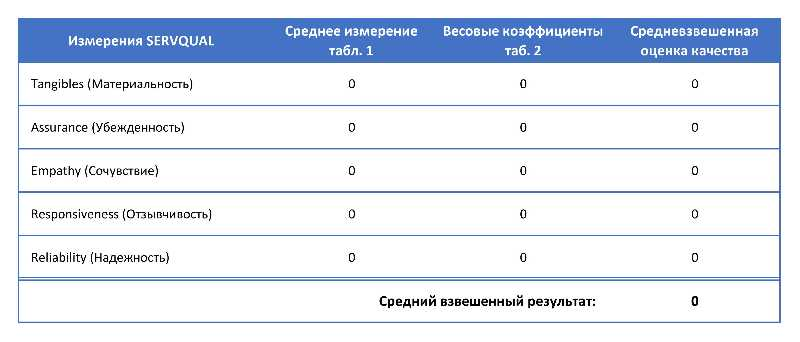 Измерения SERVQUAL
Среднее измерение
табл. 1
Весовые коэффициенты
таб. 2
Средневзвешенная
оценка качества
Tangibles (Материальность) 0 0 0
Assurance (Убежденность) 0 0 0
Empathy (Сочувствие) 0 0 0
Responsiveness (Отзывчивость) 0 0 0
Reliability (Надежность) 0 0 0
Средний взвешенный результат: 0